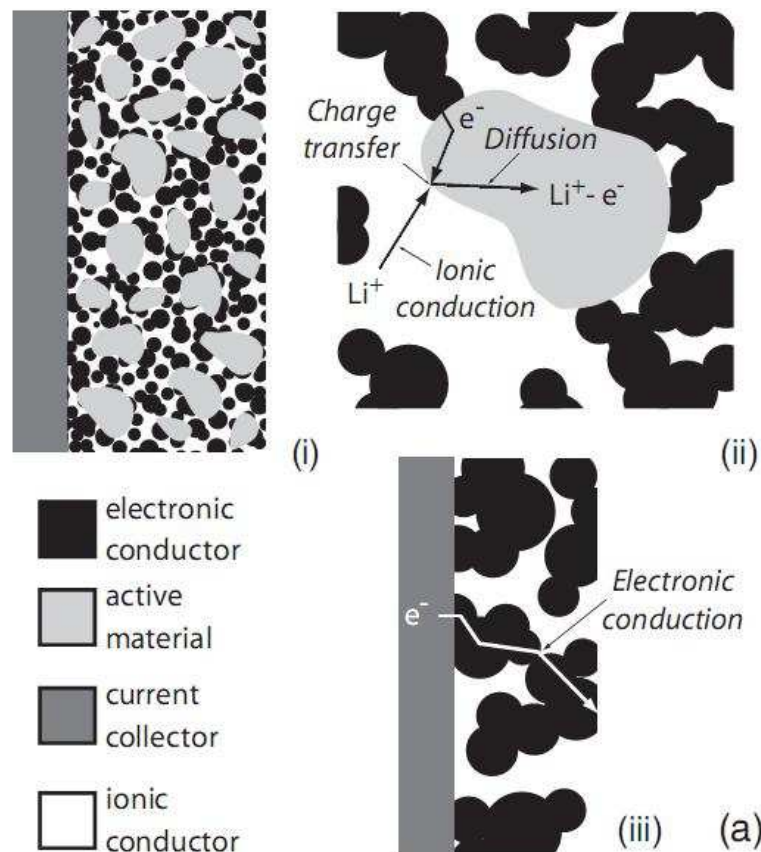 Charge
transfer
e-
Diffusion
Li+- e-
Li+
Ionic
conduction
(i)
(ii)
electronic
conductor
active
material
current
collector
ionic
conductor
e-
Electronic
conduction
(iii)
(a)